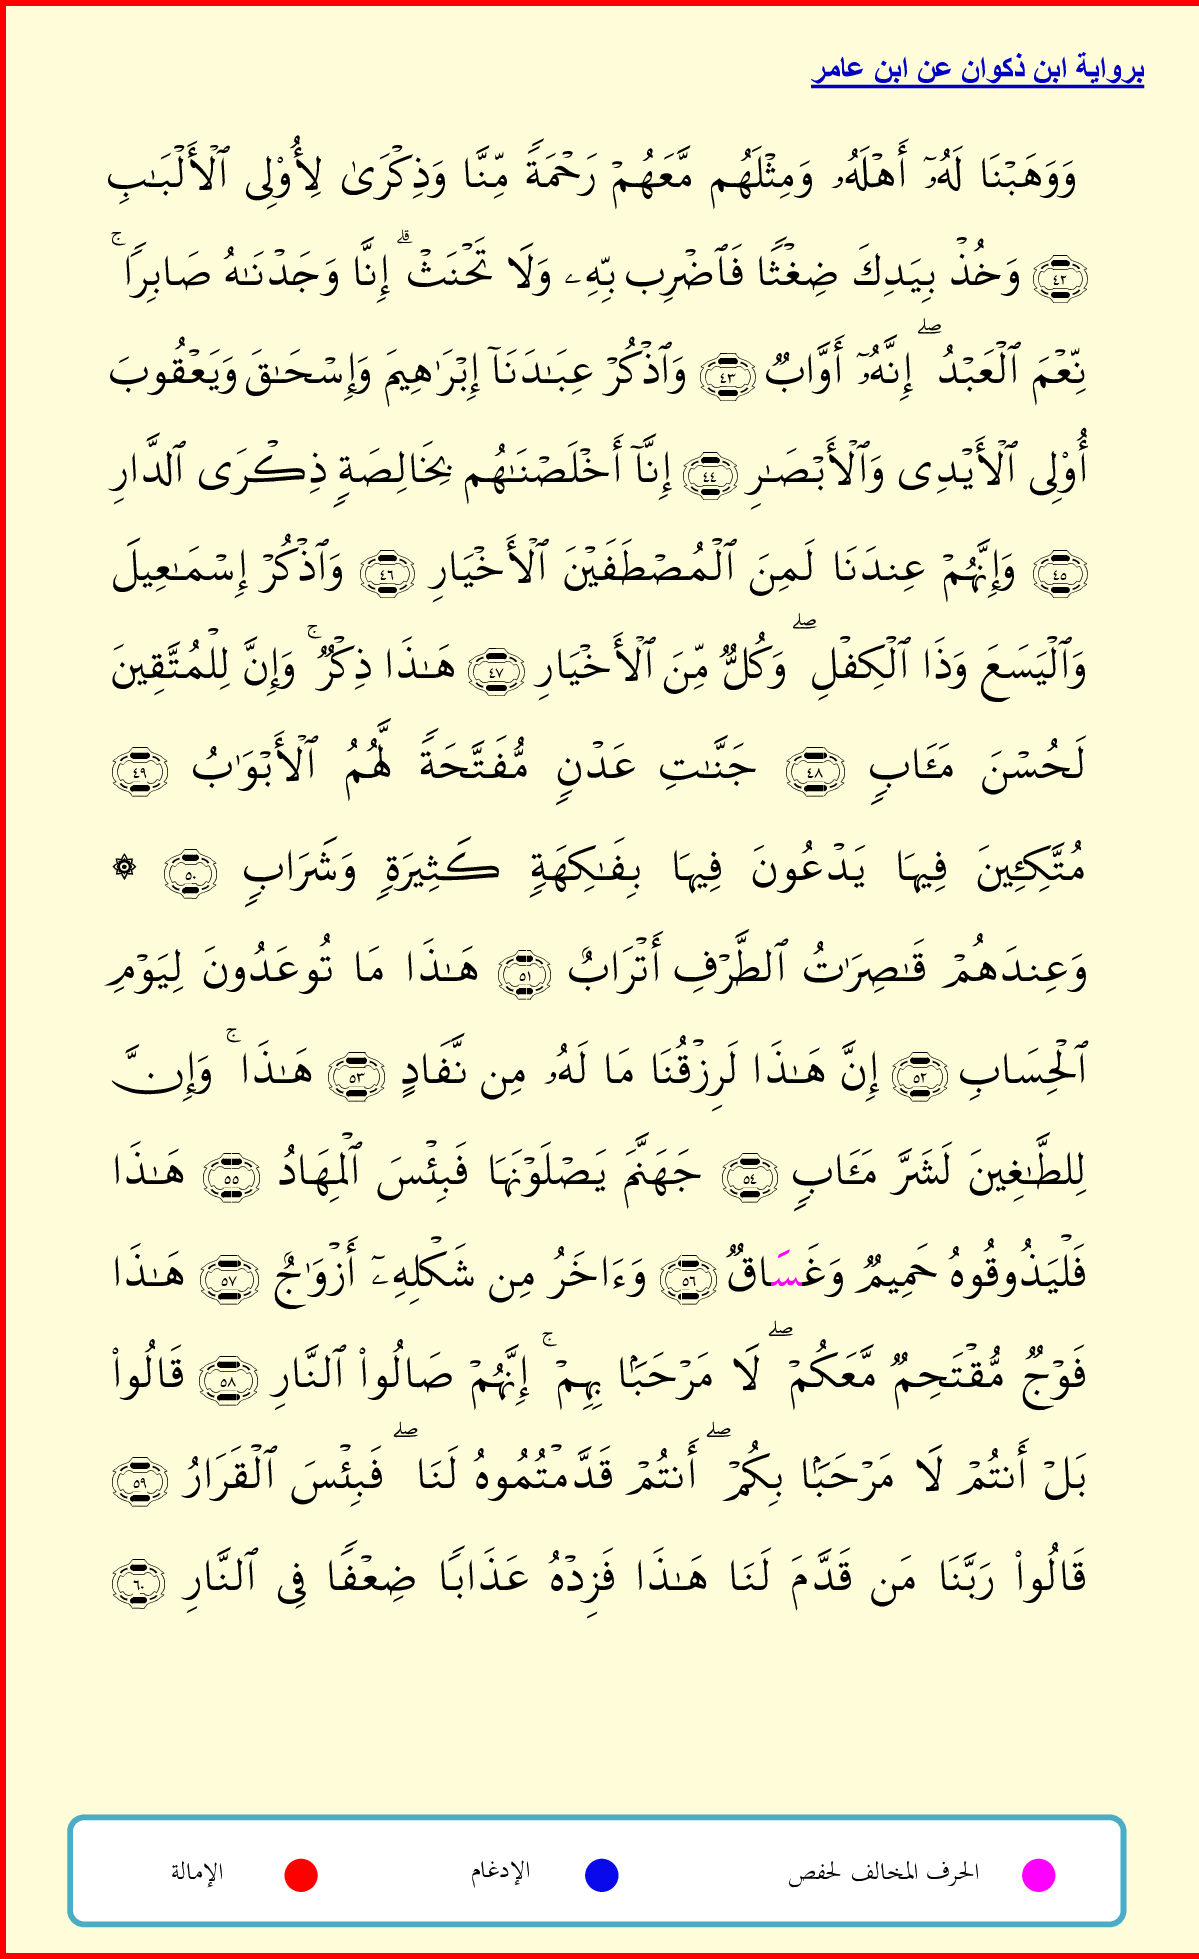 برواية ابن ذكوان عن ابن عامر
وَوَهَبۡنَا لَهُۥٓ أَهۡلَهُۥ وَمِثۡلَهُم مَّعَهُمۡ رَحۡمَةٗ مِّنَّا وَذِكۡرَىٰ لِأُوْلِي ٱلۡأَلۡبَٰبِ
٤٢ وَخُذۡ بِيَدِكَ ضِغۡثٗا فَٱضۡرِب بِّهِۦ وَلَا تَحۡنَثۡۗ إِنَّا وَجَدۡنَٰهُ صَابِرٗاۚ
نِّعۡمَ ٱلۡعَبۡدُۖ إِنَّهُۥٓ أَوَّابٞ ٤٣ وَٱذۡكُرۡ عِبَٰدَنَآ إِبۡرَٰهِيمَ وَإِسۡحَٰقَ وَيَعۡقُوبَ
أُوْلِي ٱلۡأَيۡدِي وَٱلۡأَبۡصَٰرِ ٤٤ إِنَّآ أَخۡلَصۡنَٰهُم بِخَالِصَةٖ ذِكۡرَى ٱلدَّارِ
٤٥ وَإِنَّهُمۡ عِندَنَا لَمِنَ ٱلۡمُصۡطَفَيۡنَ ٱلۡأَخۡيَارِ ٤٦ وَٱذۡكُرۡ إِسۡمَٰعِيلَ
وَٱلۡيَسَعَ وَذَا ٱلۡكِفۡلِۖ وَكُلّٞ مِّنَ ٱلۡأَخۡيَارِ ٤٧ هَٰذَا ذِكۡرٞۚ وَإِنَّ لِلۡمُتَّقِينَ
لَحُسۡنَ مَـَٔابٖ ٤٨ جَنَّٰتِ عَدۡنٖ مُّفَتَّحَةٗ لَّهُمُ ٱلۡأَبۡوَٰبُ ٤٩
مُتَّكِـِٔينَ فِيهَا يَدۡعُونَ فِيهَا بِفَٰكِهَةٖ كَثِيرَةٖ وَشَرَابٖ ٥٠ ۞
وَعِندَهُمۡ قَٰصِرَٰتُ ٱلطَّرۡفِ أَتۡرَابٌ ٥١ هَٰذَا مَا تُوعَدُونَ لِيَوۡمِ
ٱلۡحِسَابِ ٥٢ إِنَّ هَٰذَا لَرِزۡقُنَا مَا لَهُۥ مِن نَّفَادٍ ٥٣ هَٰذَاۚ وَإِنَّ
لِلطَّٰغِينَ لَشَرَّ مَـَٔابٖ ٥٤ جَهَنَّمَ يَصۡلَوۡنَهَا فَبِئۡسَ ٱلۡمِهَادُ ٥٥ هَٰذَا
فَلۡيَذُوقُوهُ حَمِيمٞ وَغَسَاقٞ ٥٦ وَءَاخَرُ مِن شَكۡلِهِۦٓ أَزۡوَٰجٌ ٥٧ هَٰذَا
فَوۡجٞ مُّقۡتَحِمٞ مَّعَكُمۡۖ لَا مَرۡحَبَۢا بِهِمۡۚ إِنَّهُمۡ صَالُواْ ٱلنَّارِ ٥٨ قَالُواْ
بَلۡ أَنتُمۡ لَا مَرۡحَبَۢا بِكُمۡۖ أَنتُمۡ قَدَّمۡتُمُوهُ لَنَاۖ فَبِئۡسَ ٱلۡقَرَارُ ٥٩
قَالُواْ رَبَّنَا مَن قَدَّمَ لَنَا هَٰذَا فَزِدۡهُ عَذَابٗا ضِعۡفٗا فِي ٱلنَّارِ ٦٠
الحرف المخالف لحفص الإدغام الإمالة